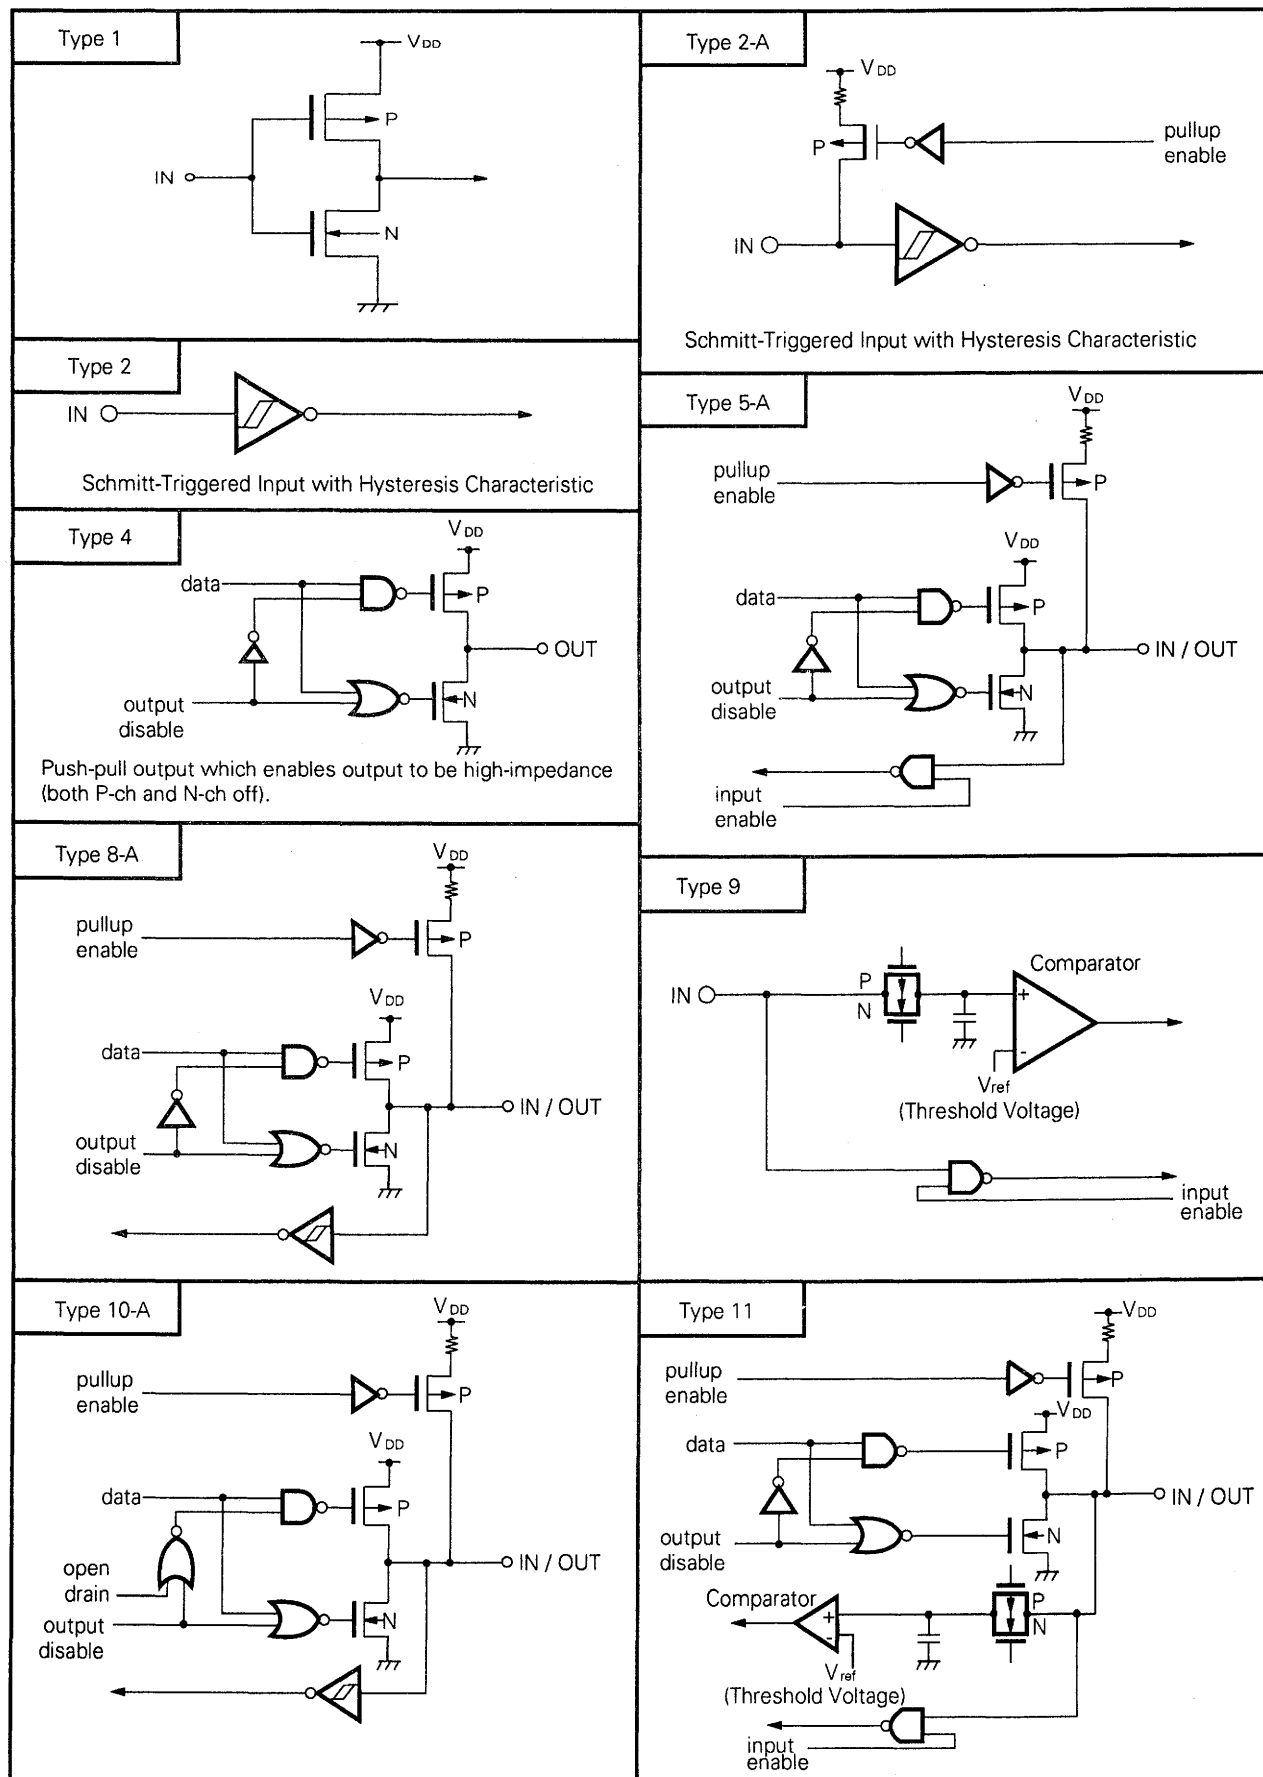 Type 1
VDD
P
IN
N
Type 2-A
VDD
P
pullup
enable
IN
Schmitt-Triggered Input with Hysteresis Characteristic
Type 2
IN
Schmitt-Triggered Input with Hysteresis Characteristic
Type 5-A
VDD
pullup
enable
P
VDD
data
P
IN / OUT
output
disable
N
input
enable
Type 4
VDD
data
P
OUT
output
disable
N
Push-pull output which enables output to be high-impedance
(both P-ch and N-ch off).
Type 8-A
VDD
pullup
enable
P
VDD
data
P
IN / OUT
output
disable
N
Type 9
Comparator
IN
P
N
+
-
Vref
(Threshold Voltage)
input
enable
Type 10-A
VDD
pullup
enable
P
VDD
data
P
IN / OUT
open
drain
output
disable
N
Type 11
VDD
pullup
enable
P
VDD
data
P
IN / OUT
output
disable
N
Comparator
P
N
+
-
Vref
(Threshold Voltage)
input
enable